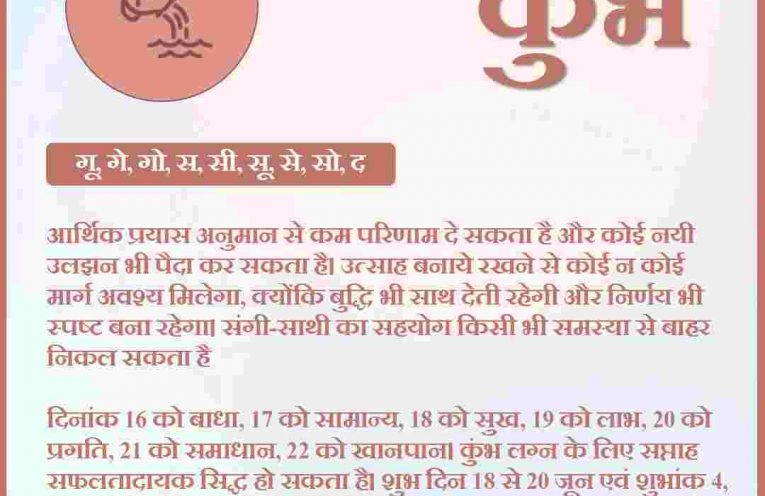 कुंभ
गू, गे, गो, स, सी, सू, से, सो, द
आर्थिक प्रयास अनुमान से कम परिणाम दे सकता है और कोई नयी
उलझन भी पैदा कर सकता है। उत्साह बनाये रखने से कोई न कोई
मार्ग अवश्य मिलेगा, क्योंकि बुद्धि भी साथ देती रहेगी और निर्णय भी
स्पष्ट बना रहेगा। संगी-साथी का सहयोग किसी भी समस्या से बाहर
निकल सकता है
दिनांक 16 को बाधा, 17 को सामान्य, 18 को सुख, 19 को लाभ, 20 को
प्रगति, 21 को समाधान, 22 को खानपान। कुंभ लग्न के लिए सप्ताह
सफलतादायक सिद्ध हो सकता है। शुभ दिन 18 से 20 जून एवं शुभांक 4,